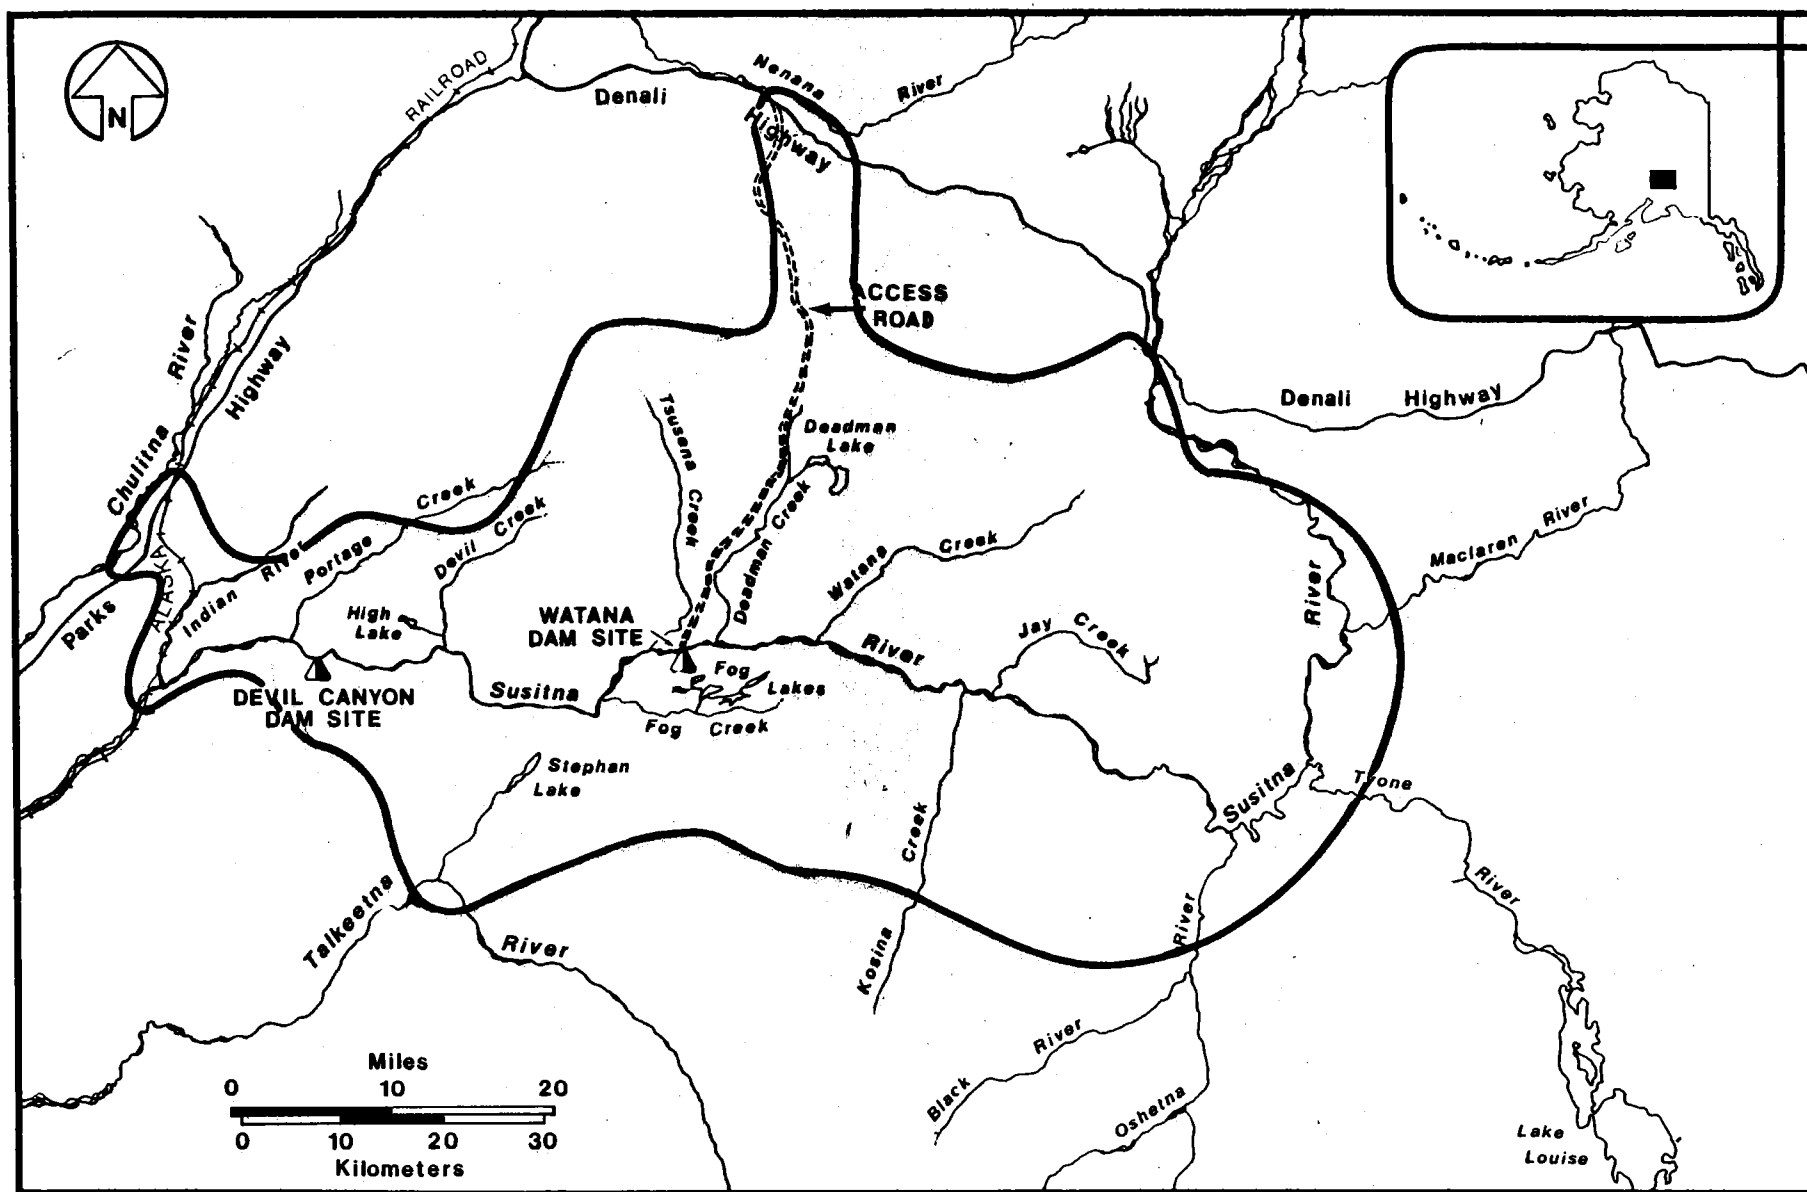 N
RAILROAD
Denali
Highway
Nenana
River
ACCESS
ROAD
Chulitna
River
Highway
Parks
ALASKA
Indian
River
Portage
Creek
Devil
Creek
High
Lake
Tsusena
Creek
Deadman
Lake
Deadman
Creek
Watana
Creek
WATANA
DAM SITE
Denali
Highway
Maclaren
River
River
Jay
Creek
River
Fog
Lakes
Fog
Creek
Susitna
DEVIL CANYON
DAM SITE
Stephan
Lake
Susitna
Tyone
River
Kosina
Creek
River
Talkeetna
River
Black
River
Oshetna
Lake
Louise
Miles
0 10 20
0 10 20 30
Kilometers